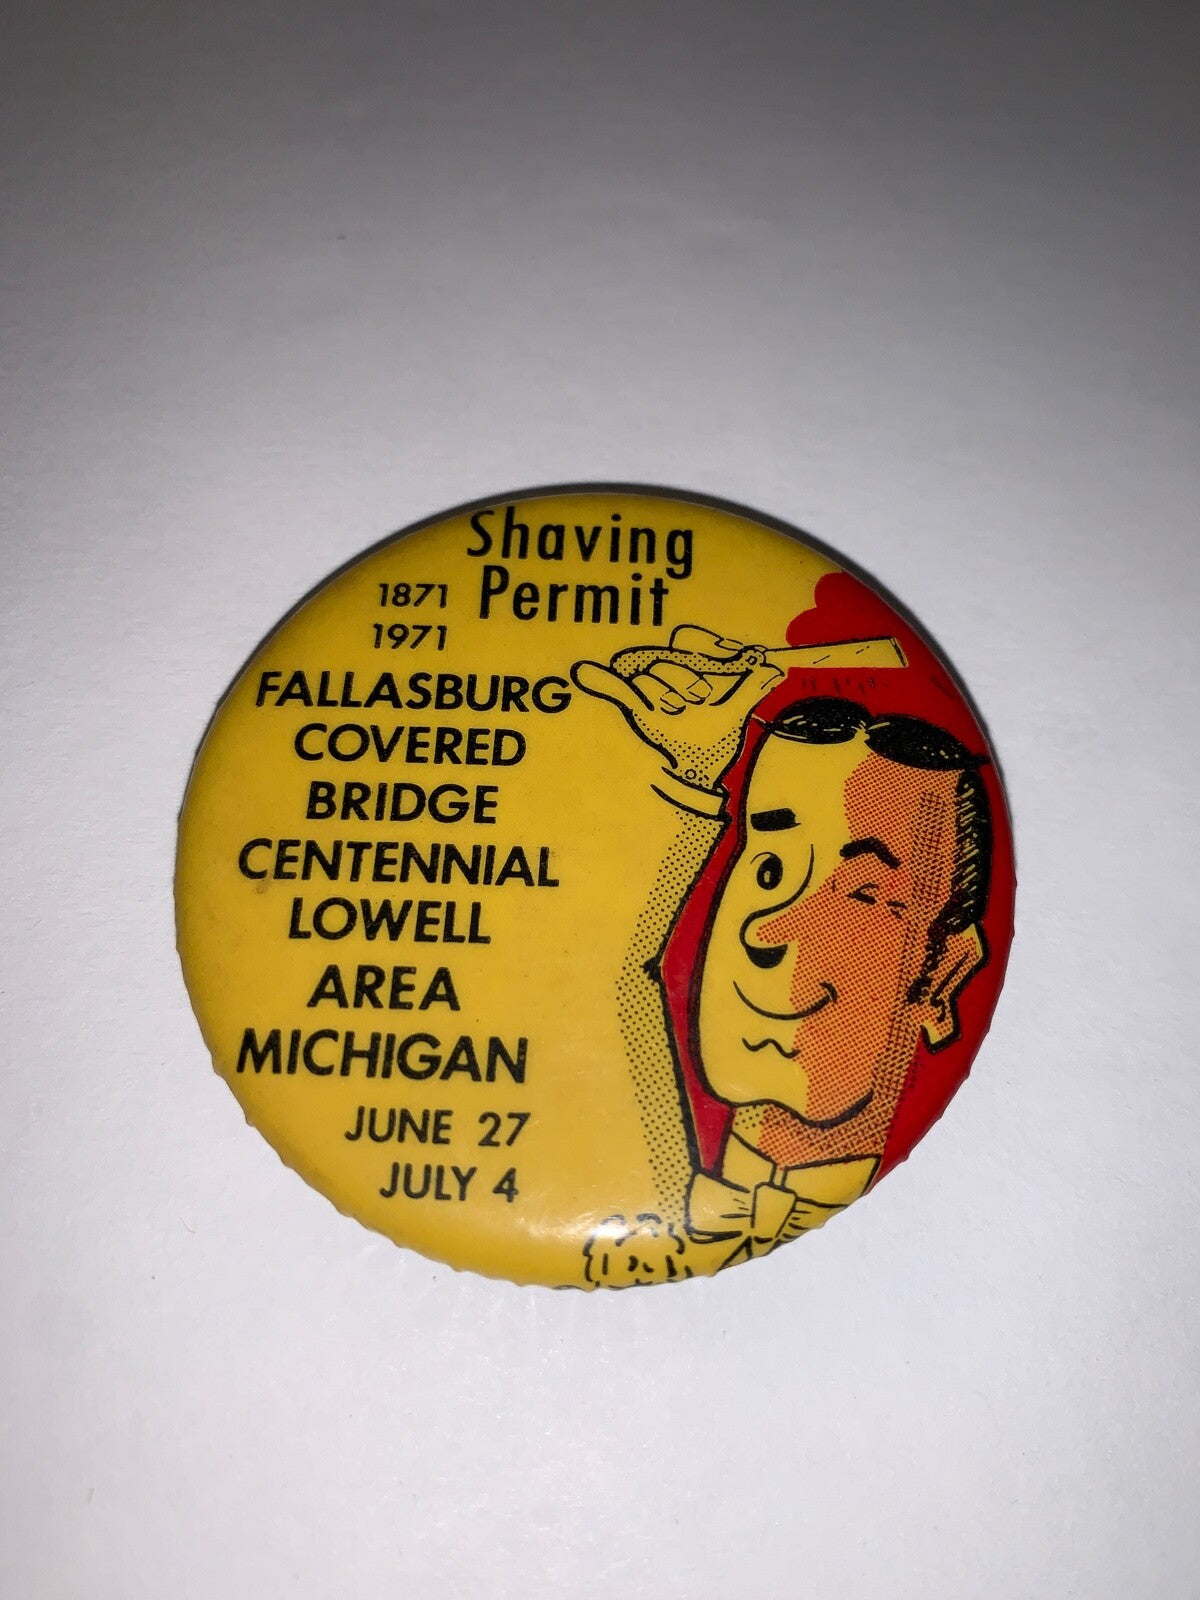 Shaving
Permit
1871
1971
FALLASBURG
COVERED
BRIDGE
CENTENNIAL
LOWELL
AREA
MICHIGAN
JUNE 27
JULY 4